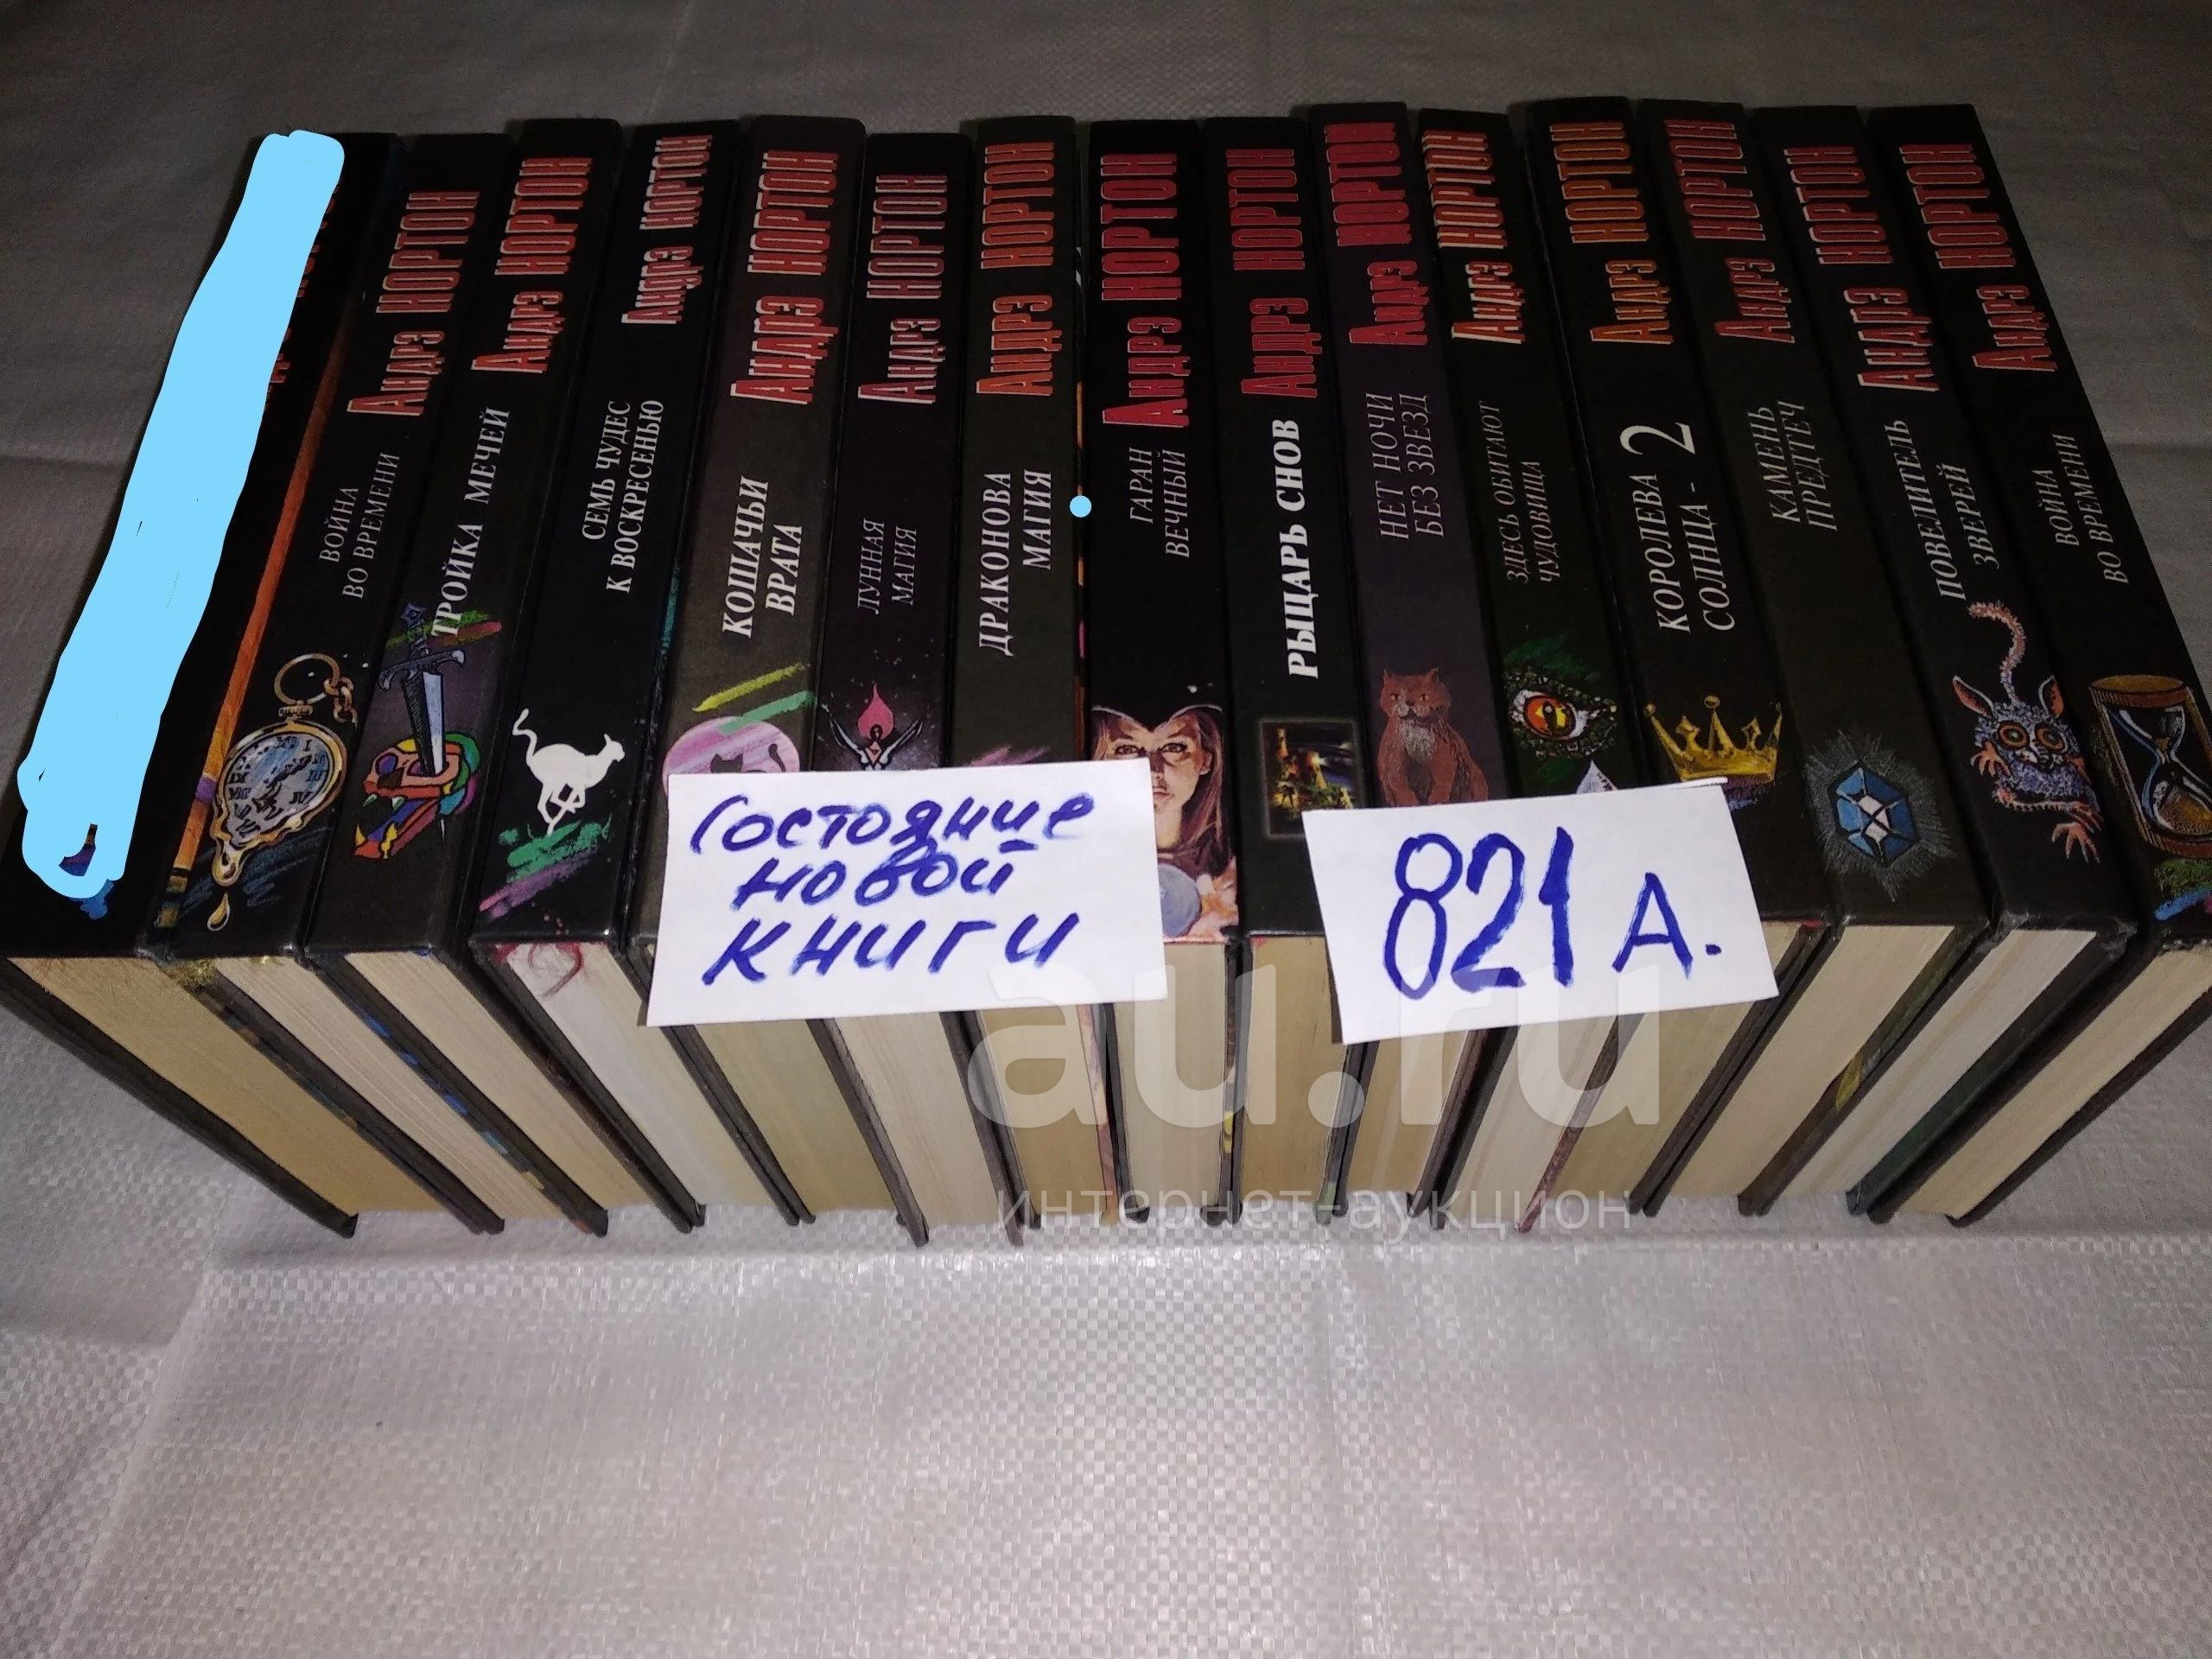 Андрэ НОРТОН
ВОЙНА
ВО ВРЕМЕНИ
Андрэ НОРТОН
ТРОЙКА МЕЧЕЙ
Андрэ НОРТОН
СЕМЬ ЧУДЕС
К ВОСКРЕСЕНЬЮ
Андрэ НОРТОН
КОШАЧЬИ
ВРАТА
Андрэ НОРТОН
ЛУННАЯ
МАГИЯ
Андрэ НОРТОН
ДРАКОНОВА
МАГИЯ
Андрэ НОРТОН
ГАРАН
ВЕЧНЫЙ
Андрэ НОРТОН
РЫЦАРЬ СНОВ
Андрэ НОРТОН
НЕТ НОЧИ
БЕЗ ЗВЕЗД
Андрэ НОРТОН
ЗДЕСЬ ОБИТАЮТ
ЧУДОВИЩА
Андрэ НОРТОН
КОРОЛЕВА
СОЛНЦА - 2
Андрэ НОРТОН
КАМЕНЬ
ПРЕДТЕЧ
Андрэ НОРТОН
ПОВЕЛИТЕЛЬ
ЗВЕРЕЙ
Андрэ НОРТОН
ВОЙНА
ВО ВРЕМЕНИ
Состояние
новой
книги
821 А.
au.ru
интернет-аукцион